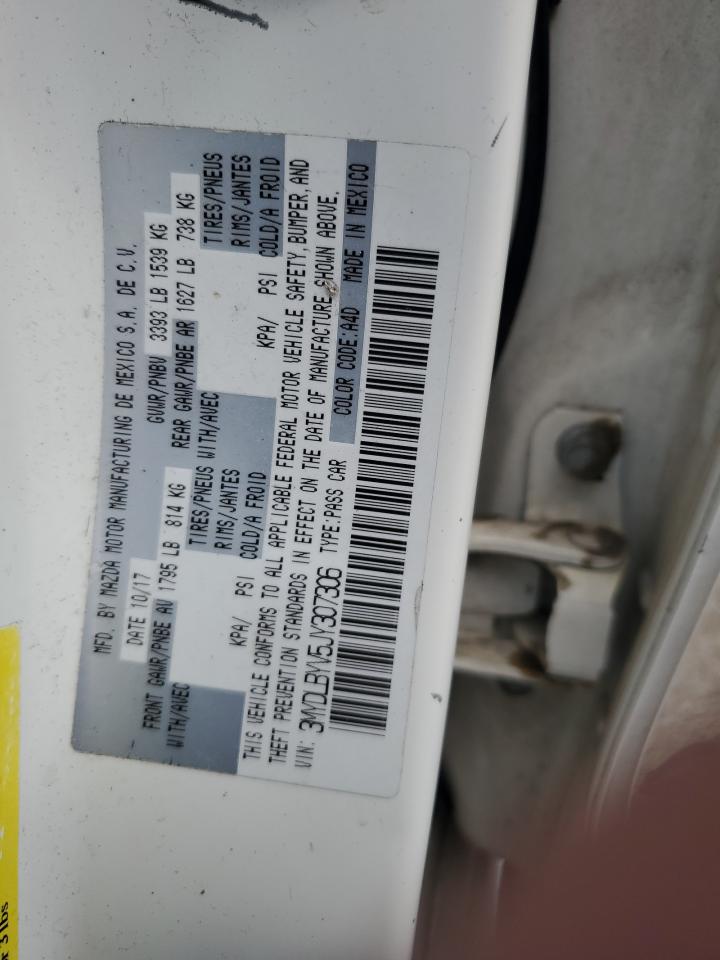 MFD. BY MAZDA MOTOR MANUFACTURING DE MEXICO S.A. DE C.V.
DATE 10/17 GVWR/PNBV 3393 LB 1539 KG
FRONT GAWR/PNBE AV 1795 LB 814 KG REAR GAWR/PNBE AR 1627 LB 738 KG
WITH/AVEC TIRES/PNEUS WITH/AVEC TIRES/PNEUS
RIMS/JANTES RIMS/JANTES
KPA/ PSI COLD/A FROID KPA/ PSI COLD/A FROID
THIS VEHICLE CONFORMS TO ALL APPLICABLE FEDERAL MOTOR VEHICLE SAFETY, BUMPER, AND
THEFT PREVENTION STANDARDS IN EFFECT ON THE DATE OF MANUFACTURE SHOWN ABOVE.
VIN: 3MYDLBYV5JY307306 TYPE:PASS CAR COLOR CODE:A4D MADE IN MEXICO
3 lbs